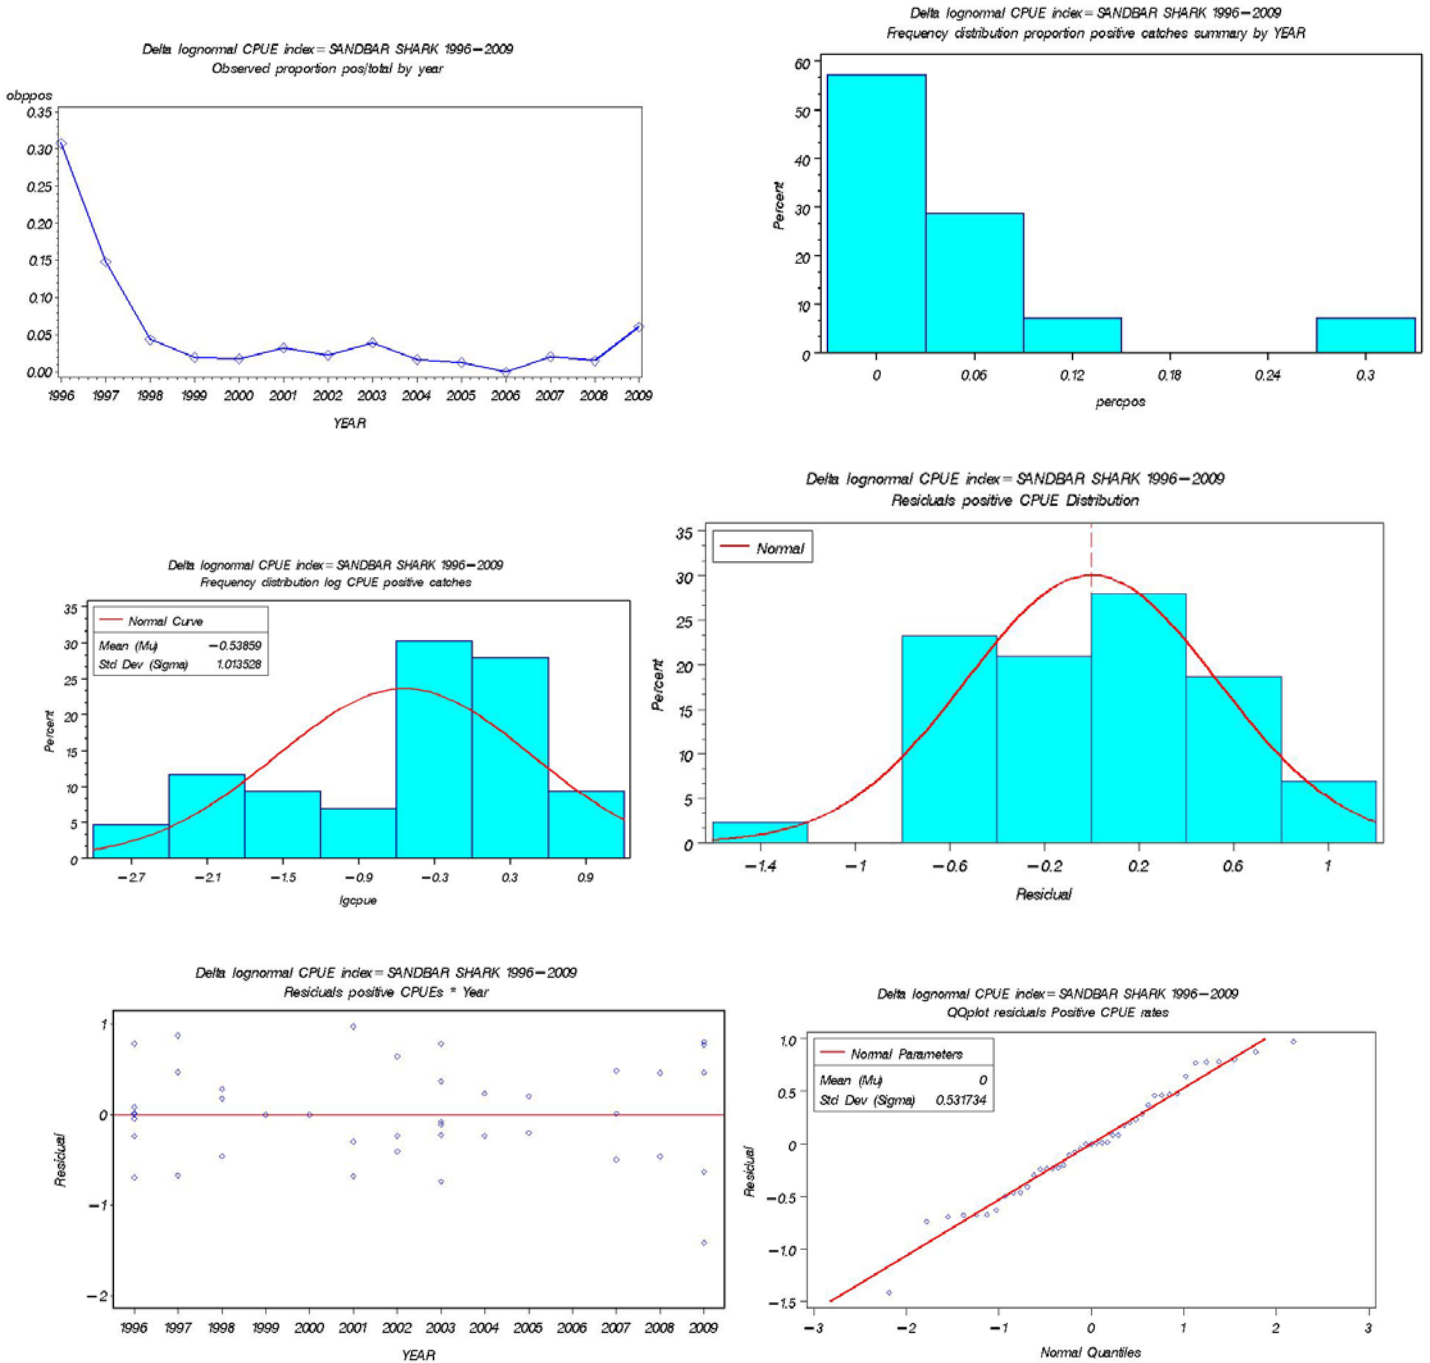 Delta lognormal CPUE index= SANDBAR SHARK 1996−2009
Observed proportion pos/total by year
obppos
0.35
0.30
0.25
0.20
0.15
0.10
0.05
0.00
1996 1997 1998 1999 2000 2001 2002 2003 2004 2005 2006 2007 2008 2009
YEAR
Delta lognormal CPUE index= SANDBAR SHARK 1996−2009
Frequency distribution proportion positive catches summary by YEAR
60
50
40
30
20
10
0
Percent
0 0.06 0.12 0.18 0.24 0.3
percpos
Delta lognormal CPUE index= SANDBAR SHARK 1996−2009
Frequency distribution log CPUE positive catches
Normal Curve
Mean (Mu) −0.53859
Std Dev (Sigma) 1.013528
35
30
25
20
15
10
5
0
Percent
−2.7 −2.1 −1.5 −0.9 −0.3 0.3 0.9
lgcpue
Delta lognormal CPUE index= SANDBAR SHARK 1996−2009
Residuals positive CPUE Distribution
Normal
35
30
25
20
15
10
5
0
Percent
−1.4 −1 −0.6 −0.2 0.2 0.6 1
Residual
Delta lognormal CPUE index= SANDBAR SHARK 1996−2009
Residuals positive CPUEs * Year
1
0
−1
−2
Residual
1996 1997 1998 1999 2000 2001 2002 2003 2004 2005 2006 2007 2008 2009
YEAR
Delta lognormal CPUE index= SANDBAR SHARK 1996−2009
QQplot residuals Positive CPUE rates
Normal Parameters
Mean (Mu) 0
Std Dev (Sigma) 0.531734
1.0
0.5
0
−0.5
−1.0
−1.5
Residual
−3 −2 −1 0 1 2 3
Normal Quantiles